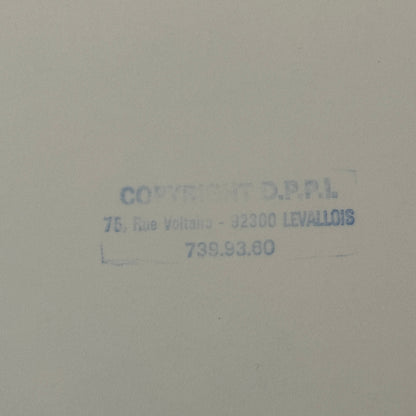 COPYRIGHT D.P.P.I.
75, Rue Voltaire - 92300 LEVALLOIS
739.93.60